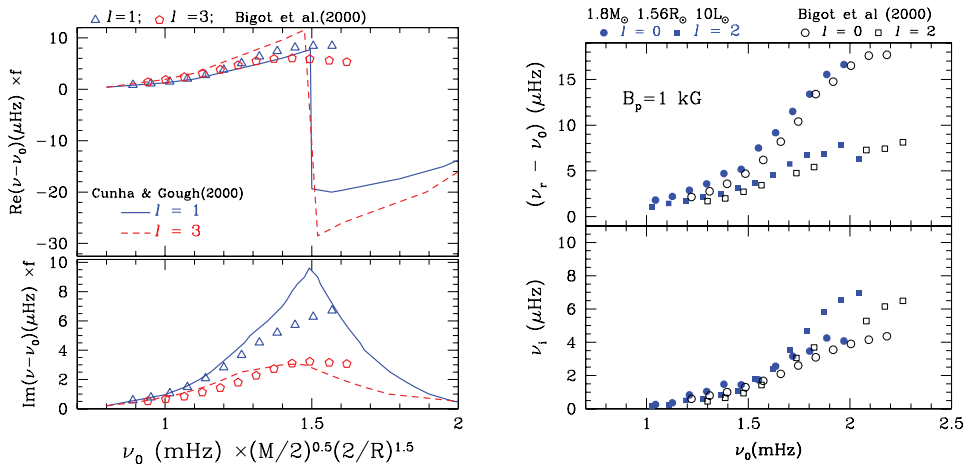 l=1; l=3; Bigot et al.(2000)
Re(ν−ν₀)(μHz) ×f
10
0
−10
−20
−30
Cunha & Gough(2000)
l = 1
l = 3
Im(ν−ν₀)(μHz) ×f
10
8
6
4
2
0
1
1.5
2
ν₀ (mHz) ×(M/2)⁰·⁵(2/R)¹·⁵
1.8M☉ 1.56R☉ 10L☉ Bigot et al (2000)
l = 0 l = 2 l = 0 l = 2
(νᵣ − ν₀) (μHz)
15
10
5
0
Bₚ=1 kG
νᵢ (μHz)
10
8
6
4
2
0
1
1.5
2
2.5
ν₀(mHz)